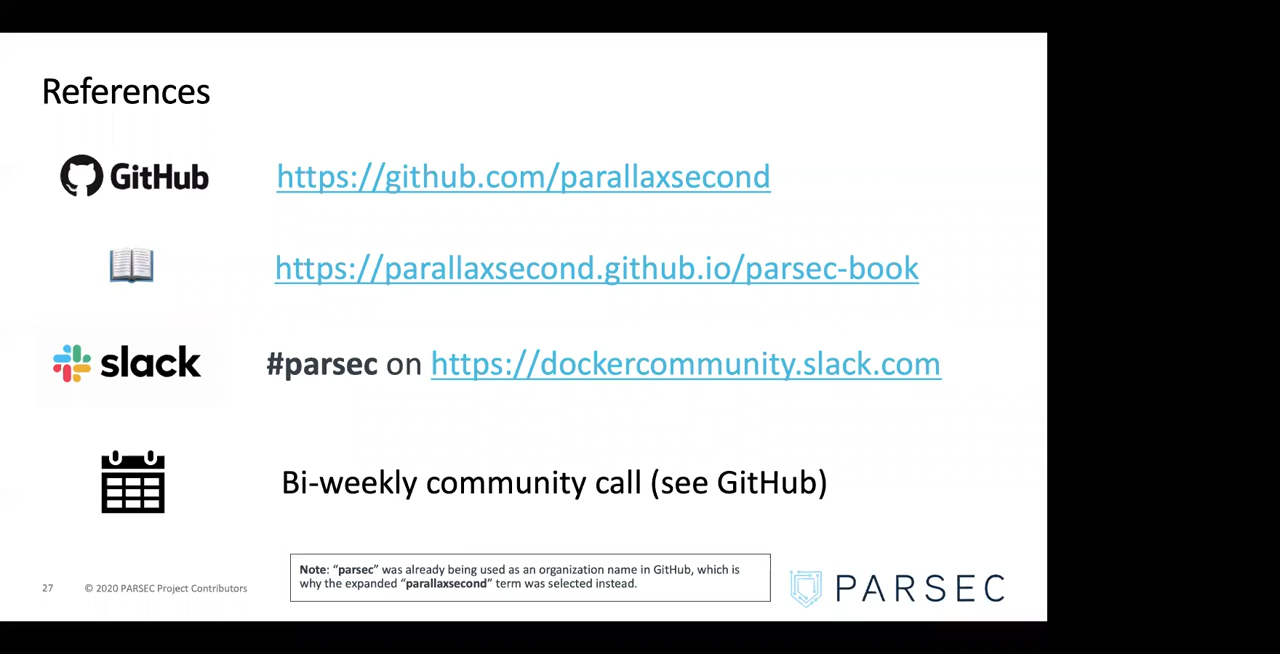 References
GitHub https://github.com/parallaxsecond
https://parallaxsecond.github.io/parsec-book
slack #parsec on https://dockercommunity.slack.com
Bi-weekly community call (see GitHub)
Note: “parsec” was already being used as an organization name in GitHub, which is
why the expanded “parallaxsecond” term was selected instead.
27 © 2020 PARSEC Project Contributors
PARSEC